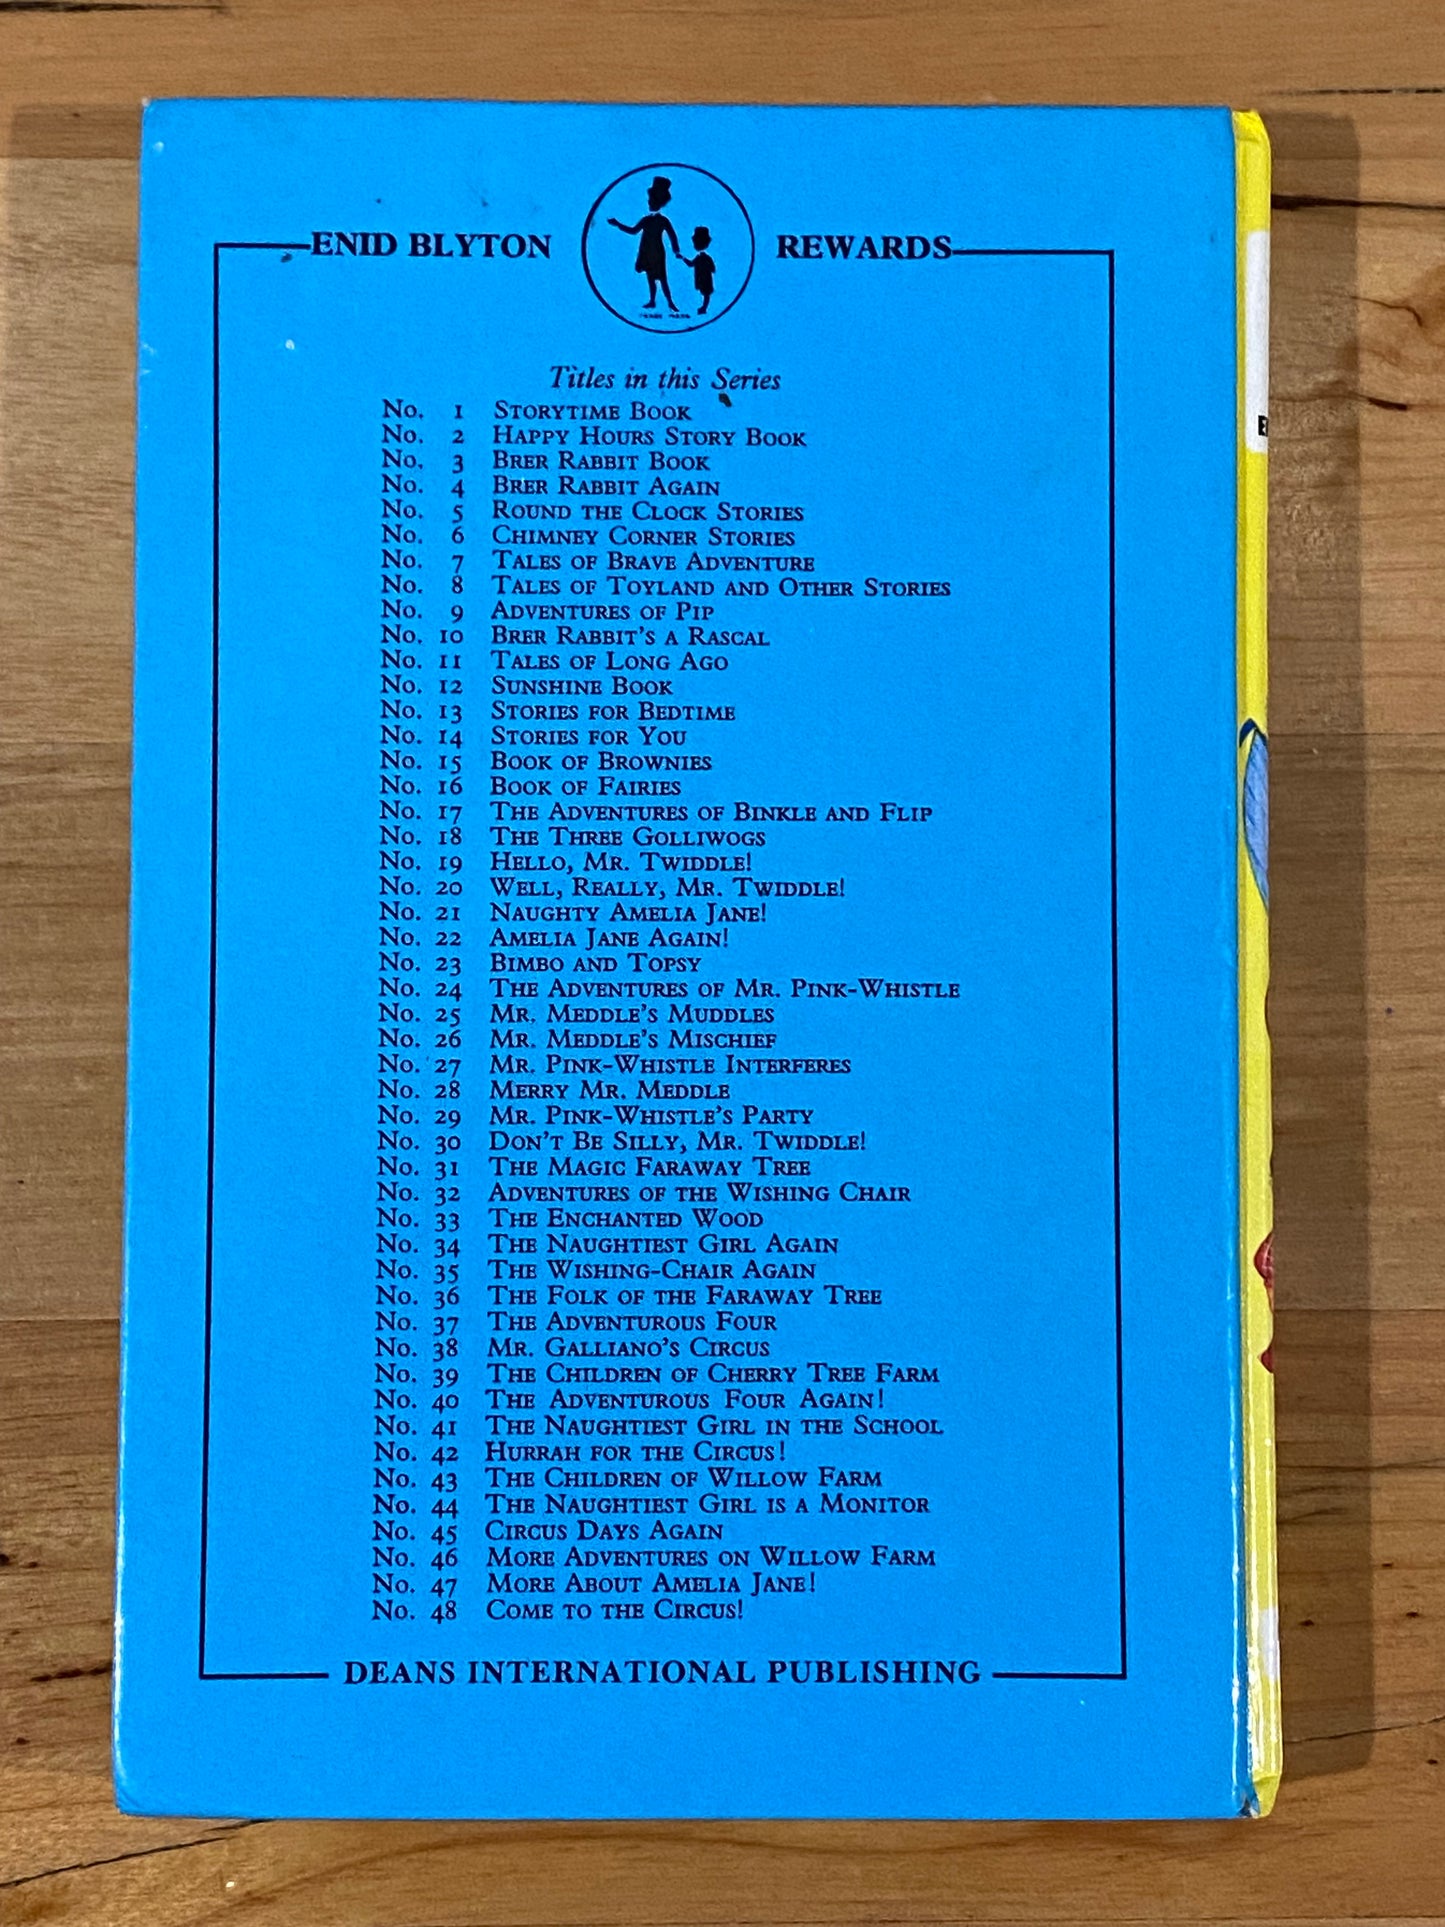 ENID BLYTON REWARDS
TRADE MARK
Titles in this Series
No. 1 STORYTIME BOOK
No. 2 HAPPY HOURS STORY BOOK
No. 3 BRER RABBIT BOOK
No. 4 BRER RABBIT AGAIN
No. 5 ROUND THE CLOCK STORIES
No. 6 CHIMNEY CORNER STORIES
No. 7 TALES OF BRAVE ADVENTURE
No. 8 TALES OF TOYLAND AND OTHER STORIES
No. 9 ADVENTURES OF PIP
No. 10 BRER RABBIT'S A RASCAL
No. 11 TALES OF LONG AGO
No. 12 SUNSHINE BOOK
No. 13 STORIES FOR BEDTIME
No. 14 STORIES FOR YOU
No. 15 BOOK OF BROWNIES
No. 16 BOOK OF FAIRIES
No. 17 THE ADVENTURES OF BINKLE AND FLIP
No. 18 THE THREE GOLLIWOGS
No. 19 HELLO, MR. TWIDDLE!
No. 20 WELL, REALLY, MR. TWIDDLE!
No. 21 NAUGHTY AMELIA JANE!
No. 22 AMELIA JANE AGAIN!
No. 23 BIMBO AND TOPSY
No. 24 THE ADVENTURES OF MR. PINK-WHISTLE
No. 25 MR. MEDDLE'S MUDDLES
No. 26 MR. MEDDLE'S MISCHIEF
No. 27 MR. PINK-WHISTLE INTERFERES
No. 28 MERRY MR. MEDDLE
No. 29 MR. PINK-WHISTLE'S PARTY
No. 30 DON'T BE SILLY, MR. TWIDDLE!
No. 31 THE MAGIC FARAWAY TREE
No. 32 ADVENTURES OF THE WISHING CHAIR
No. 33 THE ENCHANTED WOOD
No. 34 THE NAUGHTIEST GIRL AGAIN
No. 35 THE WISHING-CHAIR AGAIN
No. 36 THE FOLK OF THE FARAWAY TREE
No. 37 THE ADVENTUROUS FOUR
No. 38 MR. GALLIANO'S CIRCUS
No. 39 THE CHILDREN OF CHERRY TREE FARM
No. 40 THE ADVENTUROUS FOUR AGAIN!
No. 41 THE NAUGHTIEST GIRL IN THE SCHOOL
No. 42 HURRAH FOR THE CIRCUS!
No. 43 THE CHILDREN OF WILLOW FARM
No. 44 THE NAUGHTIEST GIRL IS A MONITOR
No. 45 CIRCUS DAYS AGAIN
No. 46 MORE ADVENTURES ON WILLOW FARM
No. 47 MORE ABOUT AMELIA JANE!
No. 48 COME TO THE CIRCUS!
DEANS INTERNATIONAL PUBLISHING